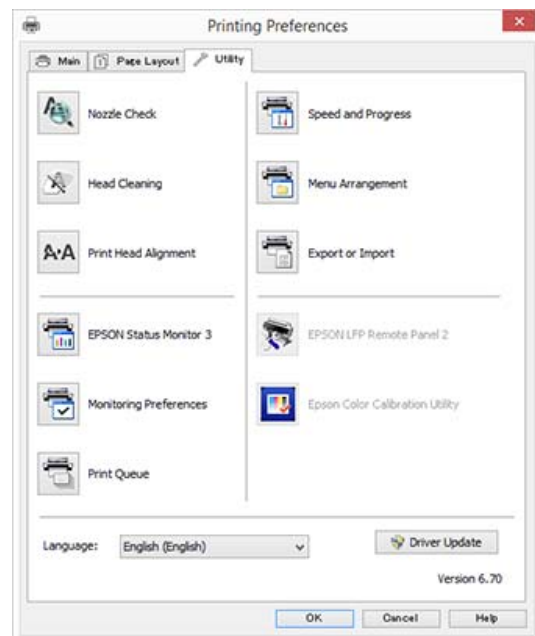 Printing Preferences
Main
Page Layout
Utility
Nozzle Check
Speed and Progress
Head Cleaning
Menu Arrangement
A·A Print Head Alignment
Export or Import
EPSON Status Monitor 3
EPSON LFP Remote Panel 2
Monitoring Preferences
Epson Color Calibration Utility
Print Queue
Language: English (English)
Driver Update
Version 6.70
OK Cancel Help